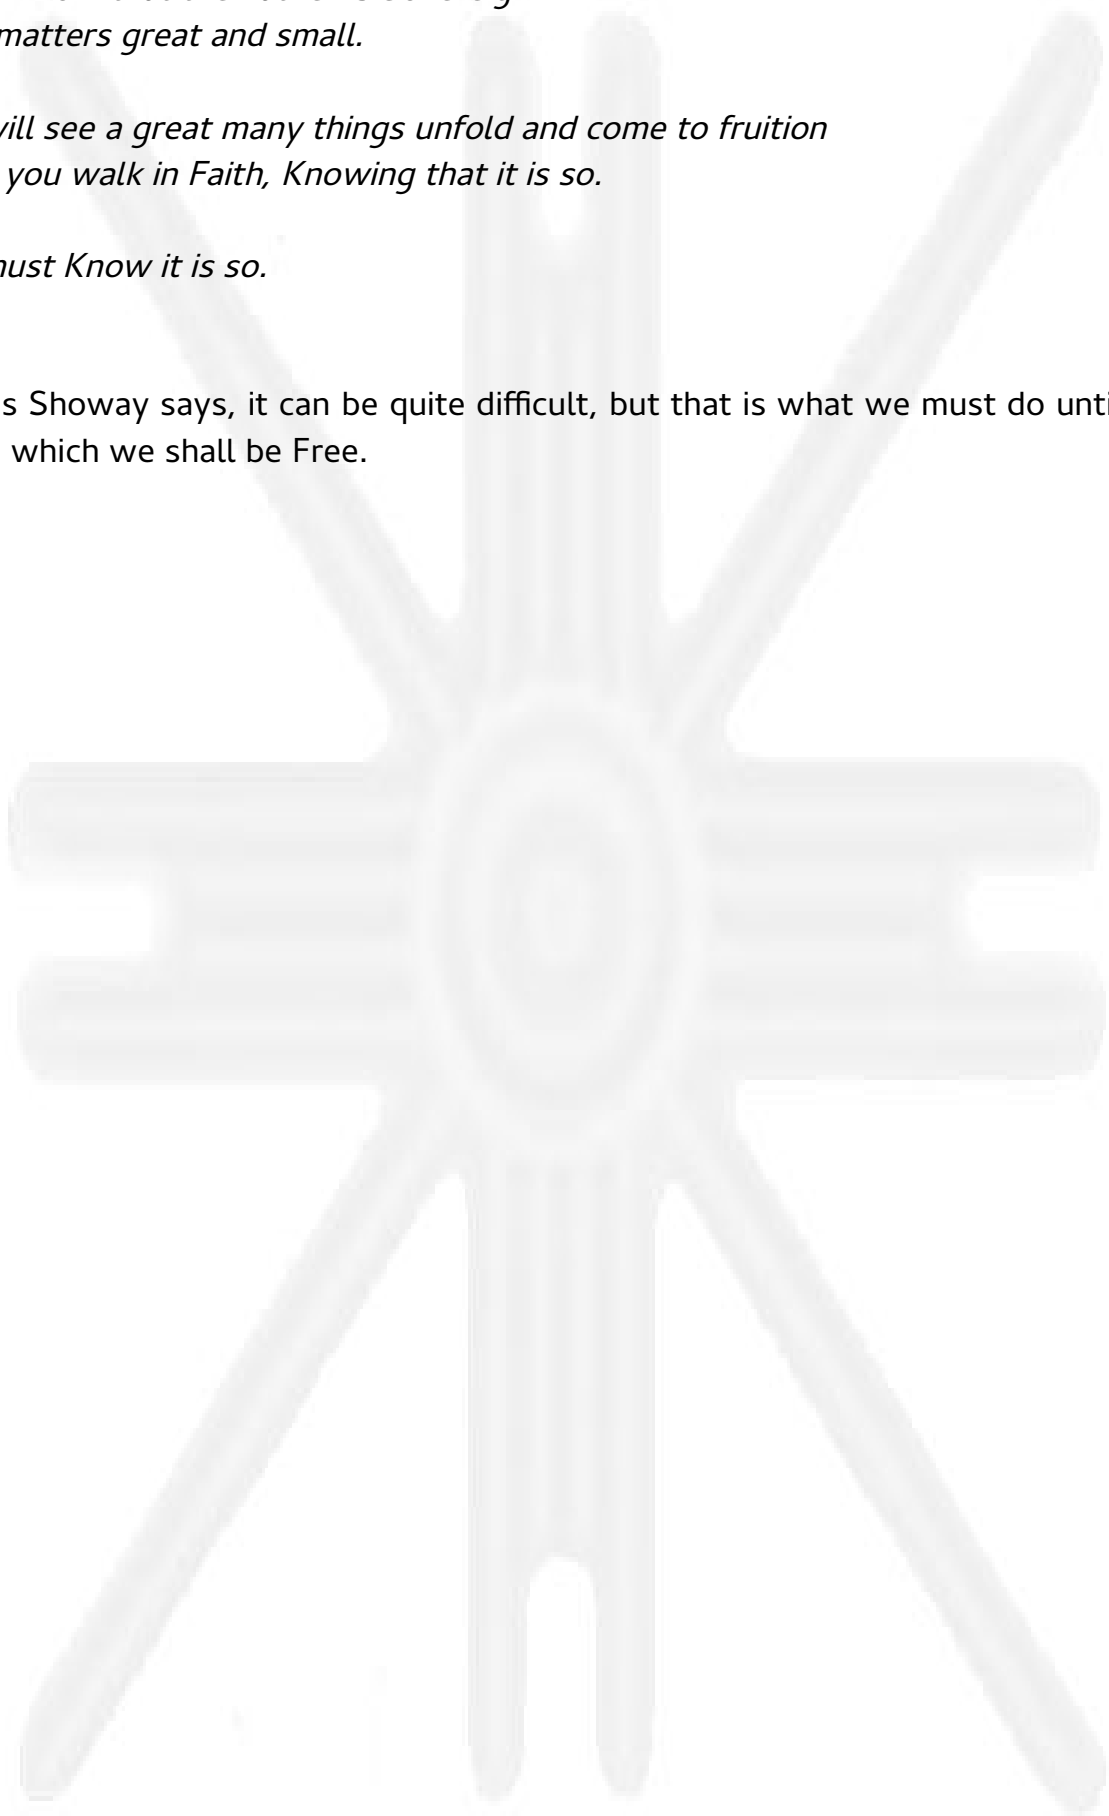 matters great and small.
will see a great many things unfold and come to fruition
you walk in Faith, Knowing that it is so.
must Know it is so.
s Showay says, it can be quite difficult, but that is what we must do unti
which we shall be Free.